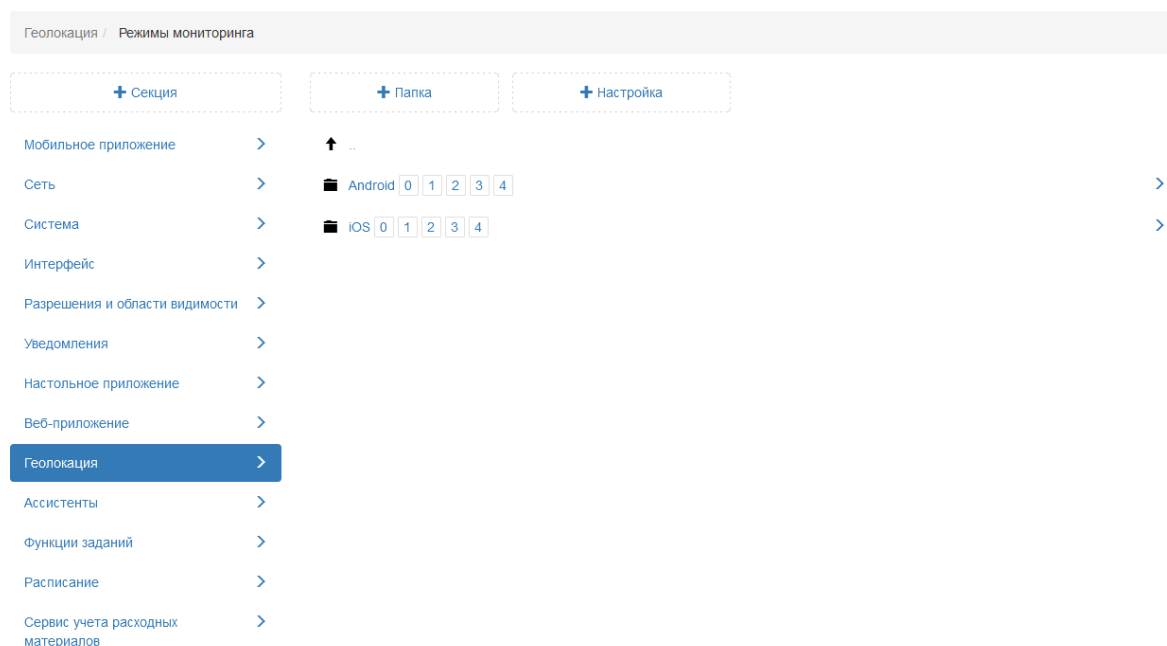 Геолокация / Режимы мониторинга
+ Секция
+ Папка
+ Настройка
Мобильное приложение
Сеть
Система
Интерфейс
Разрешения и области видимости
Уведомления
Настольное приложение
Веб-приложение
Геолокация
Ассистенты
Функции заданий
Расписание
Сервис учета расходных
материалов
..
Android 0 1 2 3 4
iOS 0 1 2 3 4